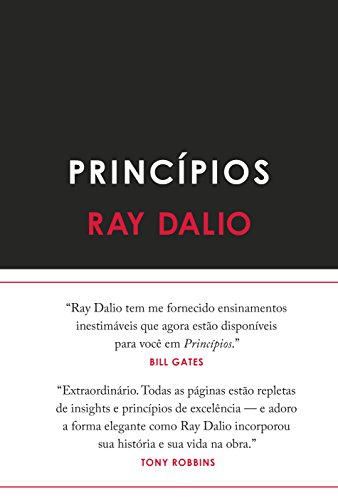 PRINCÍPIOS
RAY DALIO
“Ray Dalio tem me fornecido ensinamentos
inestimáveis que agora estão disponíveis
para você em Princípios.”
BILL GATES
“Extraordinário. Todas as páginas estão repletas
de insights e princípios de excelência — e adoro
a forma elegante como Ray Dalio incorporou
sua história e sua vida na obra.”
TONY ROBBINS